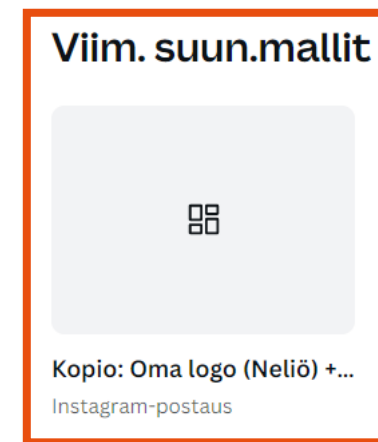 Viim. suun.mallit
Kopio: Oma logo (Neliö) +...
Instagram-postaus